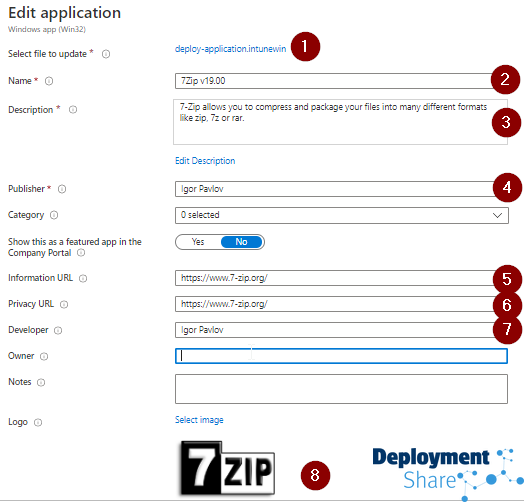 Edit application
Windows app (Win32)
Select file to update * deploy-application.intunewin 1
Name * 7Zip v19.00 2
Description * 7-Zip allows you to compress and package your files into many different formats
like zip, 7z or rar. 3
Edit Description
Publisher * Igor Pavlov 4
Category 0 selected
Show this as a featured app in the
Company Portal Yes No
Information URL https://www.7-zip.org/ 5
Privacy URL https://www.7-zip.org/ 6
Developer Igor Pavlov 7
Owner
Notes
Logo Select image
7ZIP 8
Deployment
Share